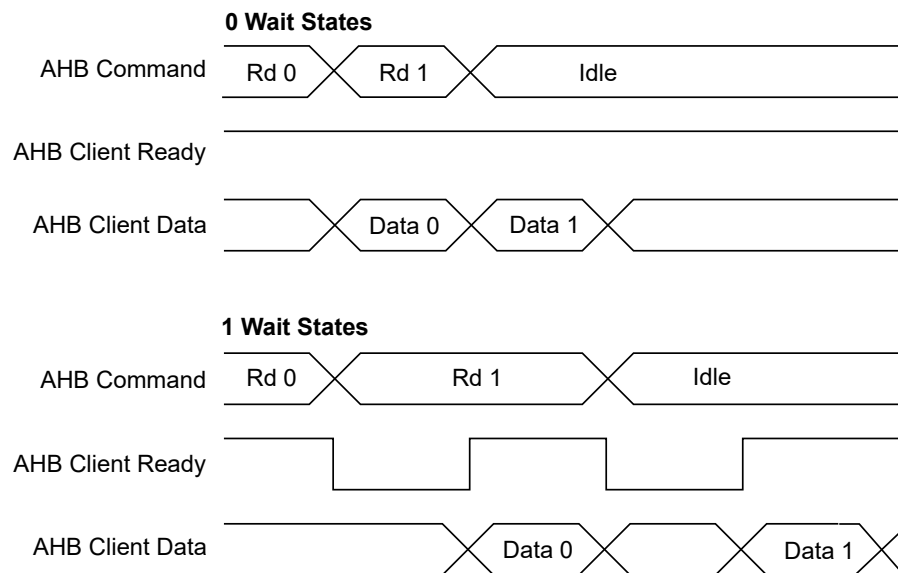 0 Wait States
AHB Command Rd 0 Rd 1 Idle
AHB Client Ready
AHB Client Data Data 0 Data 1
1 Wait States
AHB Command Rd 0 Rd 1 Idle
AHB Client Ready
AHB Client Data Data 0 Data 1